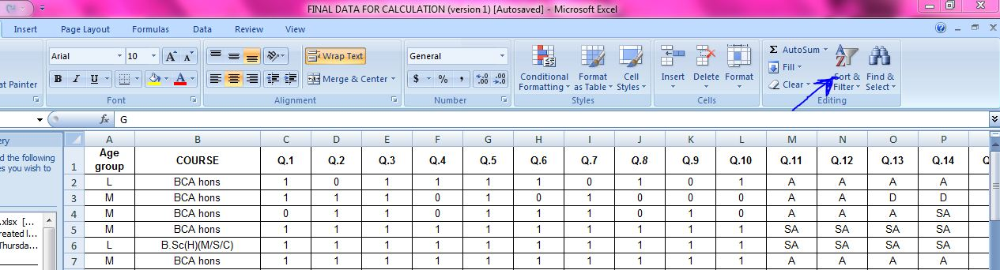 FINAL DATA FOR CALCULATION (version 1) [Autosaved] - Microsoft Excel
Insert Page Layout Formulas Data Review View
Arial 10 A A Wrap Text General Σ AutoSum
at Painter B I U A Merge & Center $ % , .0 .00 .00 .0 Conditional Formatting Format as Table Cell Styles Insert Delete Format Fill Clear Sort & Filter Find & Select
Font Alignment Number Styles Cells Editing
fx G
ery A B C D E F G H I J K L M N O P
d the following
es you wish to
1 Age group COURSE Q.1 Q.2 Q.3 Q.4 Q.5 Q.6 Q.7 Q.8 Q.9 Q.10 Q.11 Q.12 Q.13 Q.14
2 L BCA hons 1 0 1 1 1 1 0 1 0 1 A A A A
3 M BCA hons 1 1 1 0 1 0 1 0 0 0 A A D D
.xlsx [...
4 M BCA hons 0 1 1 0 1 1 1 0 1 0 A A A SA
reated l...
5 M BCA hons 1 1 1 1 1 1 1 1 1 1 SA SA SA SA
Thursda...
6 L B.Sc(H)(M/S/C) 1 1 1 1 1 1 1 1 1 1 SA SA SA SA
7 M BCA hons 1 1 1 1 1 1 1 1 1 1 A A A A